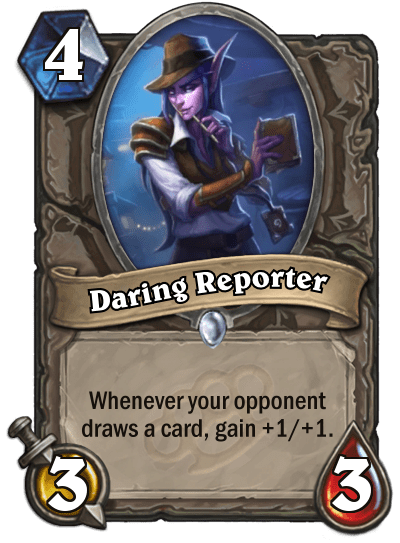 4
Daring Reporter
Whenever your opponent
draws a card, gain +1/+1.
3
3